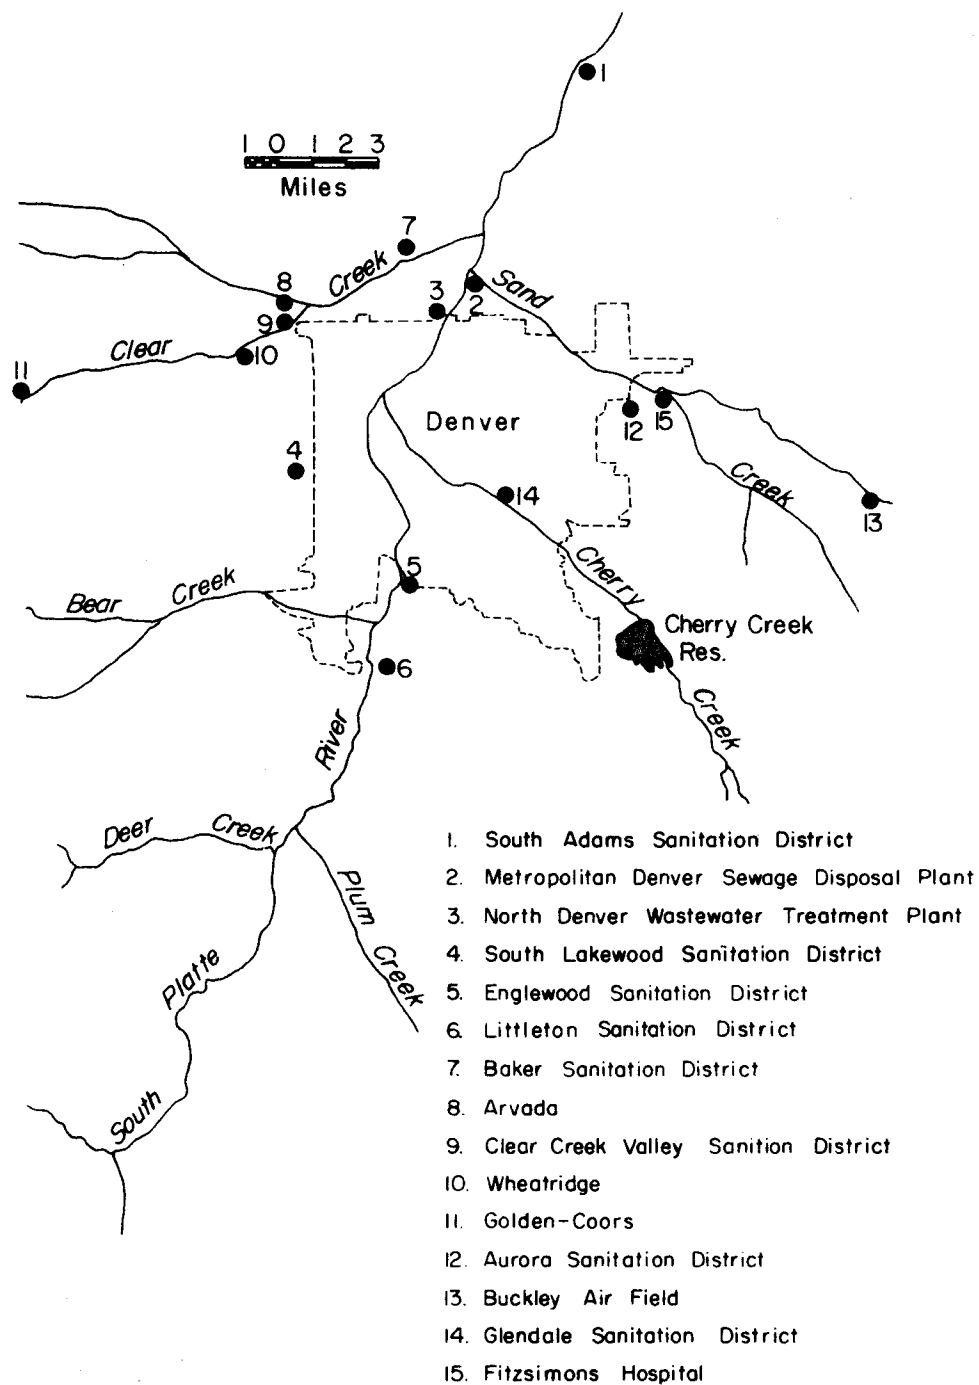 1
1 0 1 2 3
Miles
7
Creek
8
Sand
3
2
9
Clear
10
11
Denver
12
15
4
14
Creek
13
5
Cherry
Creek
Bear
Cherry Creek
Res.
6
Creek
River
Deer
Creek
Plum Creek
Platte
South
1. South Adams Sanitation District
2. Metropolitan Denver Sewage Disposal Plant
3. North Denver Wastewater Treatment Plant
4. South Lakewood Sanitation District
5. Englewood Sanitation District
6. Littleton Sanitation District
7. Baker Sanitation District
8. Arvada
9. Clear Creek Valley Sanition District
10. Wheatridge
11. Golden-Coors
12. Aurora Sanitation District
13. Buckley Air Field
14. Glendale Sanitation District
15. Fitzsimons Hospital